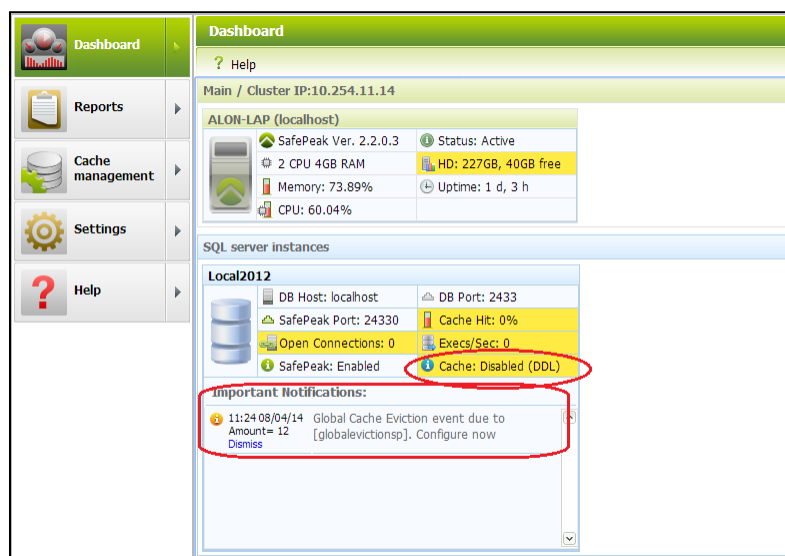 Dashboard
Reports
Cache
management
Settings
Help
Dashboard
Help
Main / Cluster IP:10.254.11.14
ALON-LAP (localhost)
SafePeak Ver. 2.2.0.3
Status: Active
2 CPU 4GB RAM
HD: 227GB, 40GB free
Memory: 73.89%
Uptime: 1 d, 3 h
CPU: 60.04%
SQL server instances
Local2012
DB Host: localhost
DB Port: 2433
SafePeak Port: 24330
Cache Hit: 0%
Open Connections: 0
Execs/Sec: 0
SafePeak: Enabled
Cache: Disabled (DDL)
Important Notifications:
11:24 08/04/14
Amount= 12
Dismiss
Global Cache Eviction event due to
[globalevictionsp]. Configure now